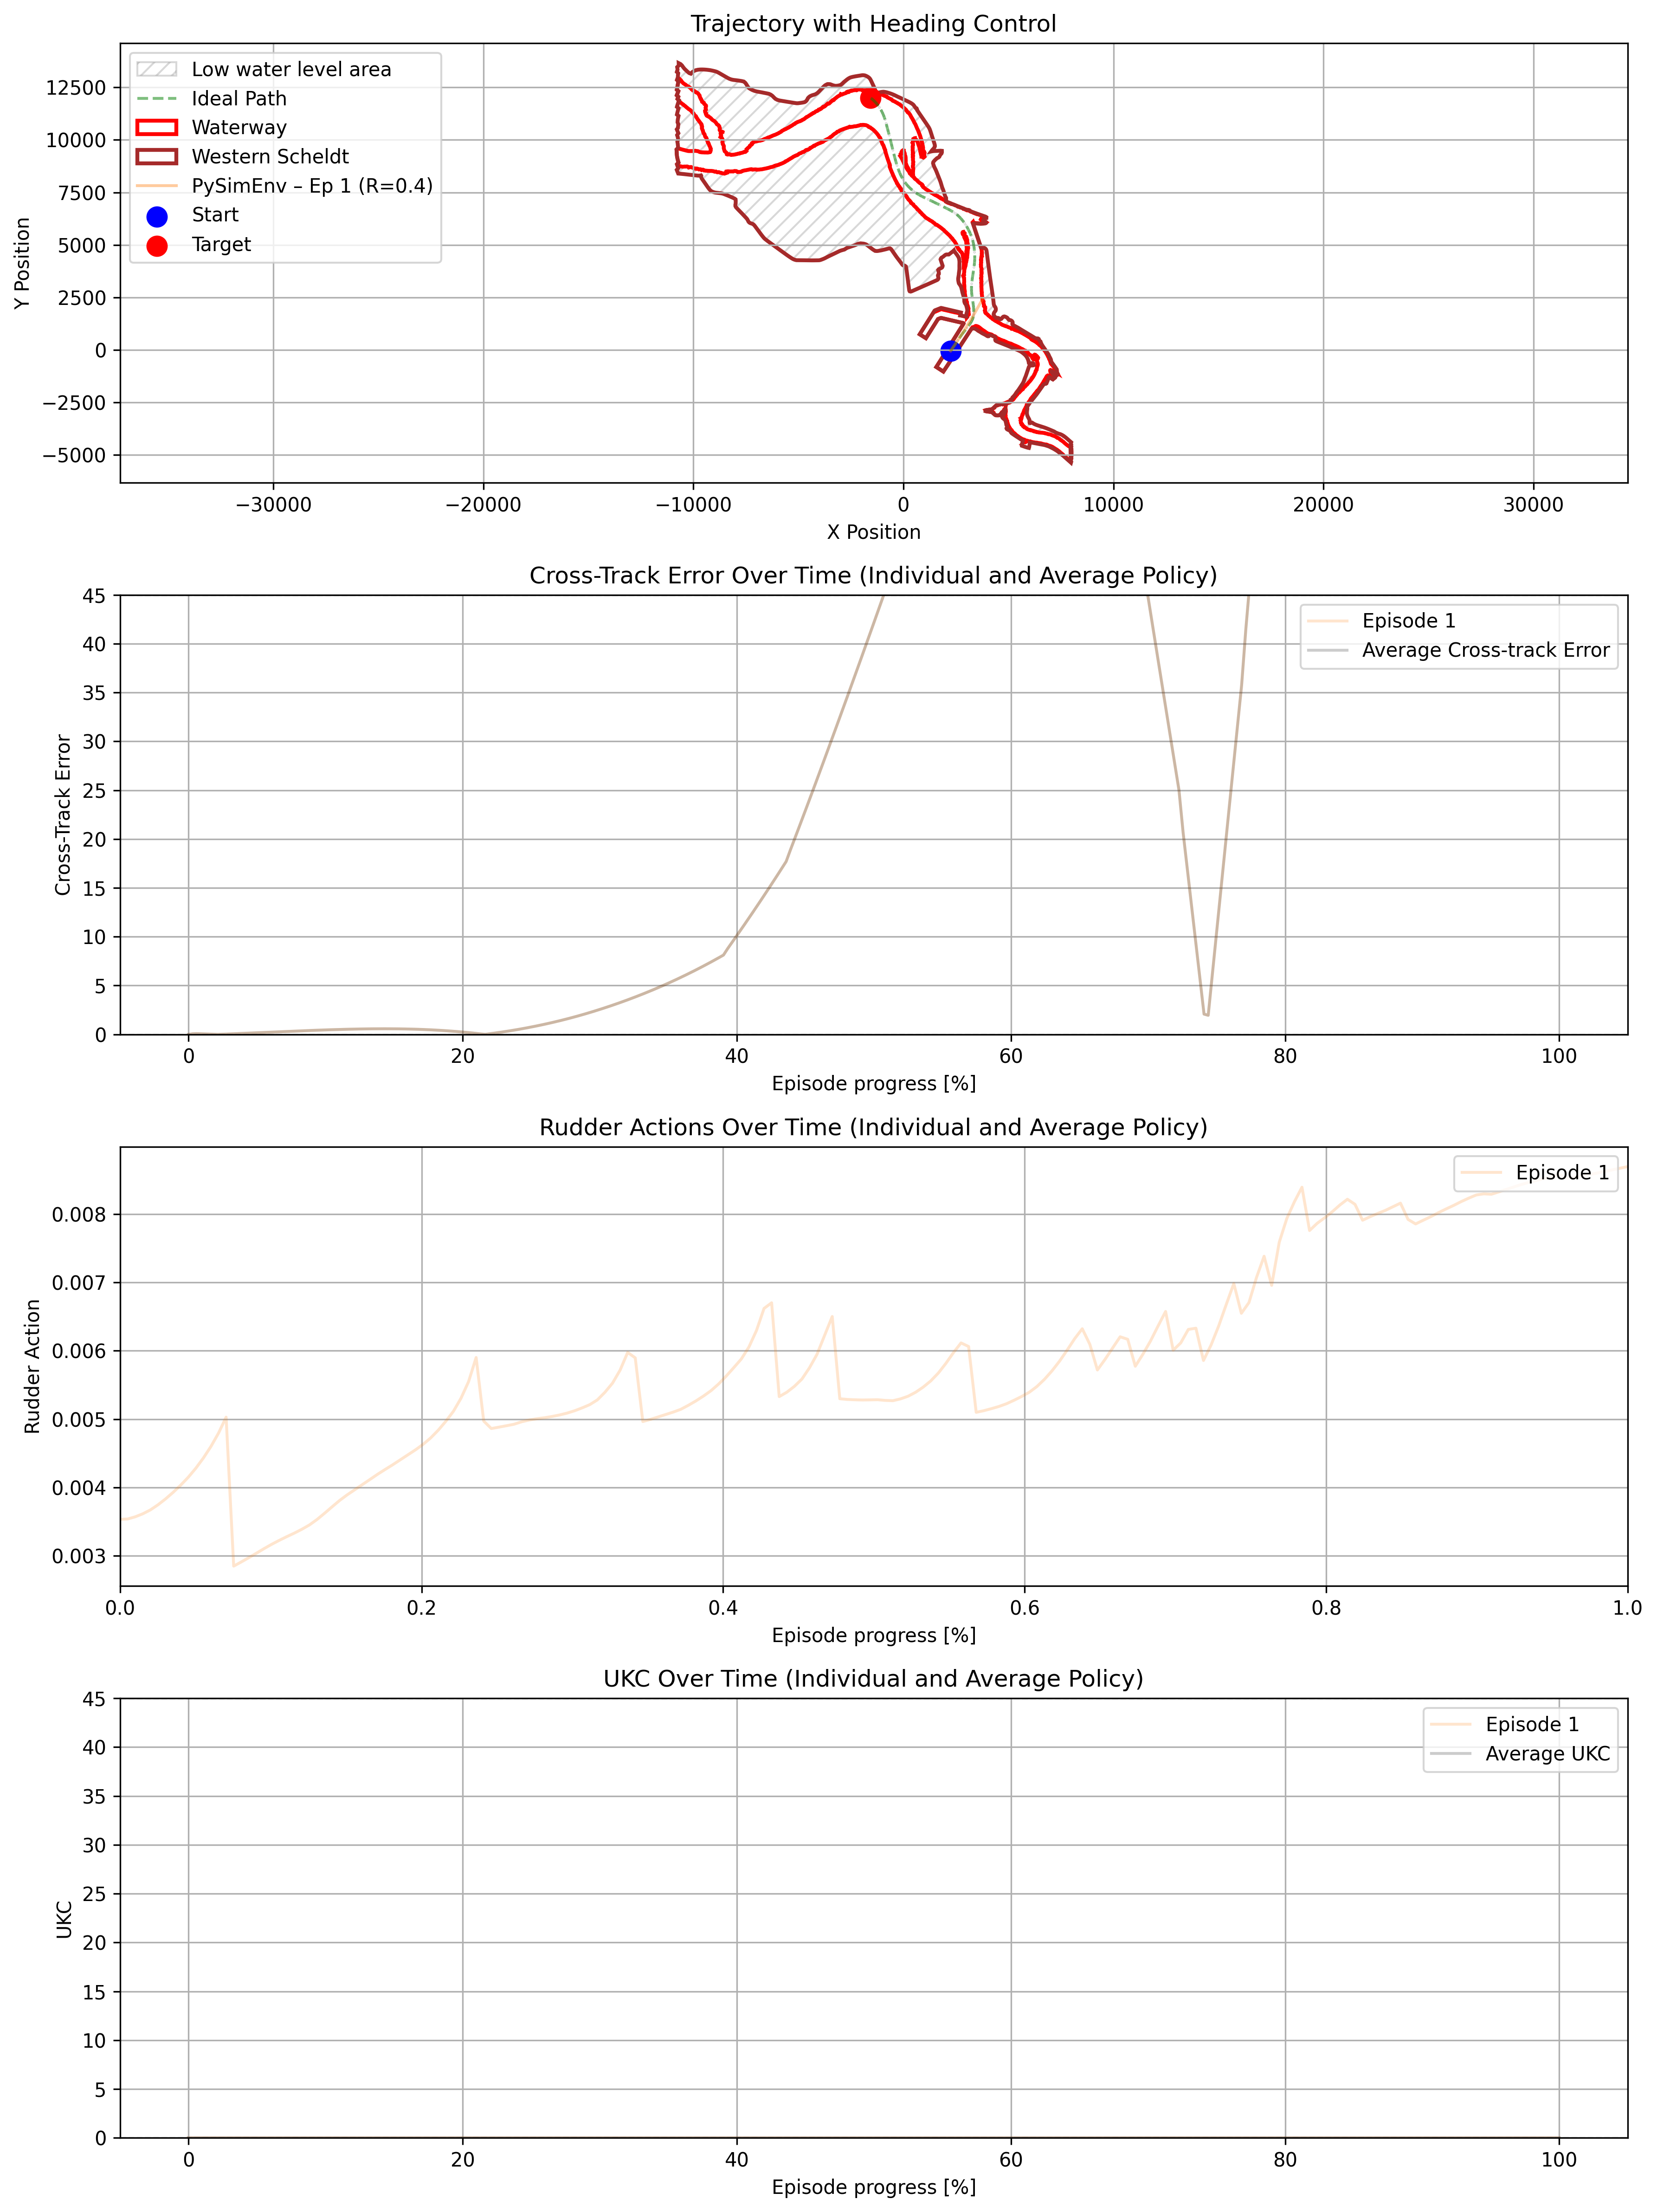 Trajectory with Heading Control
Low water level area
Ideal Path
Waterway
Western Scheldt
PySimEnv – Ep 1 (R=0.4)
Start
Target
12500
10000
7500
5000
2500
0
−2500
−5000
Y Position
−30000
−20000
−10000
0
10000
20000
30000
X Position
Cross-Track Error Over Time (Individual and Average Policy)
Episode 1
Average Cross-track Error
45
40
35
30
25
20
15
10
5
0
Cross-Track Error
0
20
40
60
80
100
Episode progress [%]
Rudder Actions Over Time (Individual and Average Policy)
Episode 1
0.008
0.007
0.006
0.005
0.004
0.003
Rudder Action
0.0
0.2
0.4
0.6
0.8
1.0
Episode progress [%]
UKC Over Time (Individual and Average Policy)
Episode 1
Average UKC
45
40
35
30
25
20
15
10
5
0
UKC
0
20
40
60
80
100
Episode progress [%]